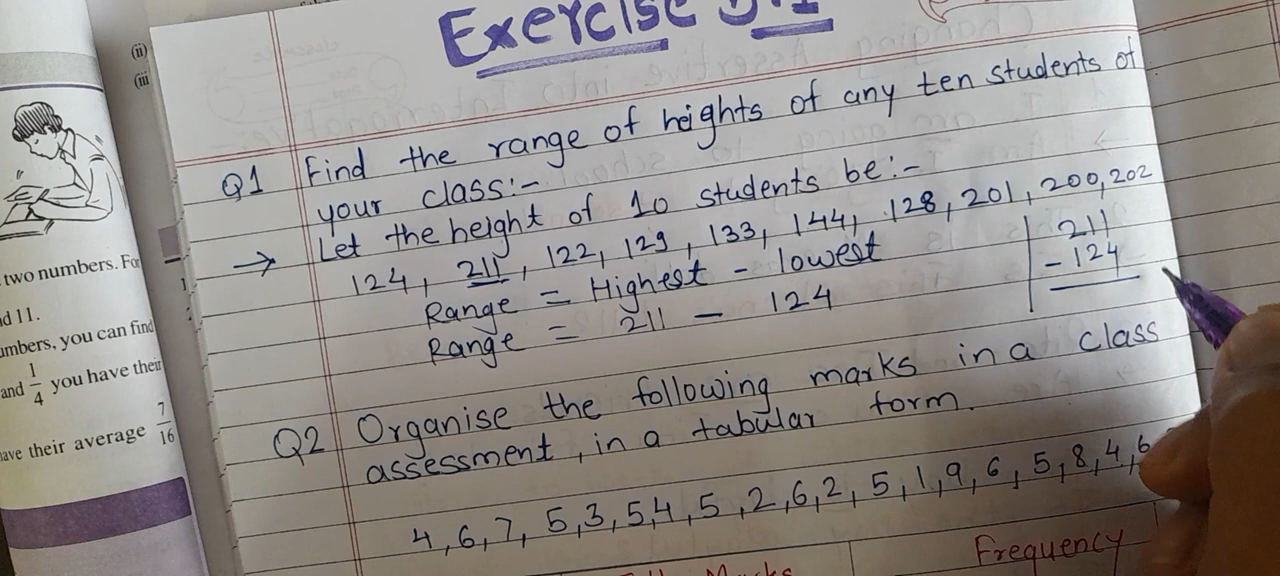 Exercise
(ii)
(iii
Q1 Find the range of heights of any ten students of
your class:-
→ Let the height of 10 students be:-
124, 211, 122, 129, 133, 144, 128, 201, 200, 202
Range = Highest - lowest
Range = 211 - 124
211
- 124
Q2 Organise the following marks in a class
assessment, in a tabular form.
4, 6, 7, 5, 3, 5, 4, 5, 2, 6, 2, 5, 1, 9, 6, 5, 8, 4, 6
Marks
Frequency
two numbers. For
d 11.
umbers, you can find
and 1/4 you have their
ave their average 7/16